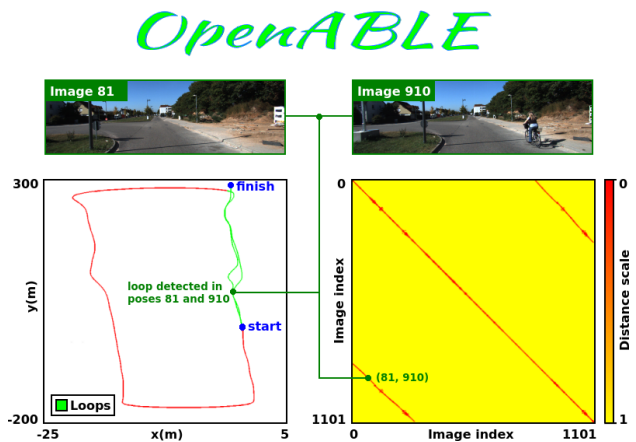 OpenABLE
Image 81
Image 910
300
finish
loop detected in
poses 81 and 910
start
y(m)
Loops
-200
-25
x(m)
5
0
Image index
(81, 910)
1101
0
Image index
1101
0
Distance scale
1